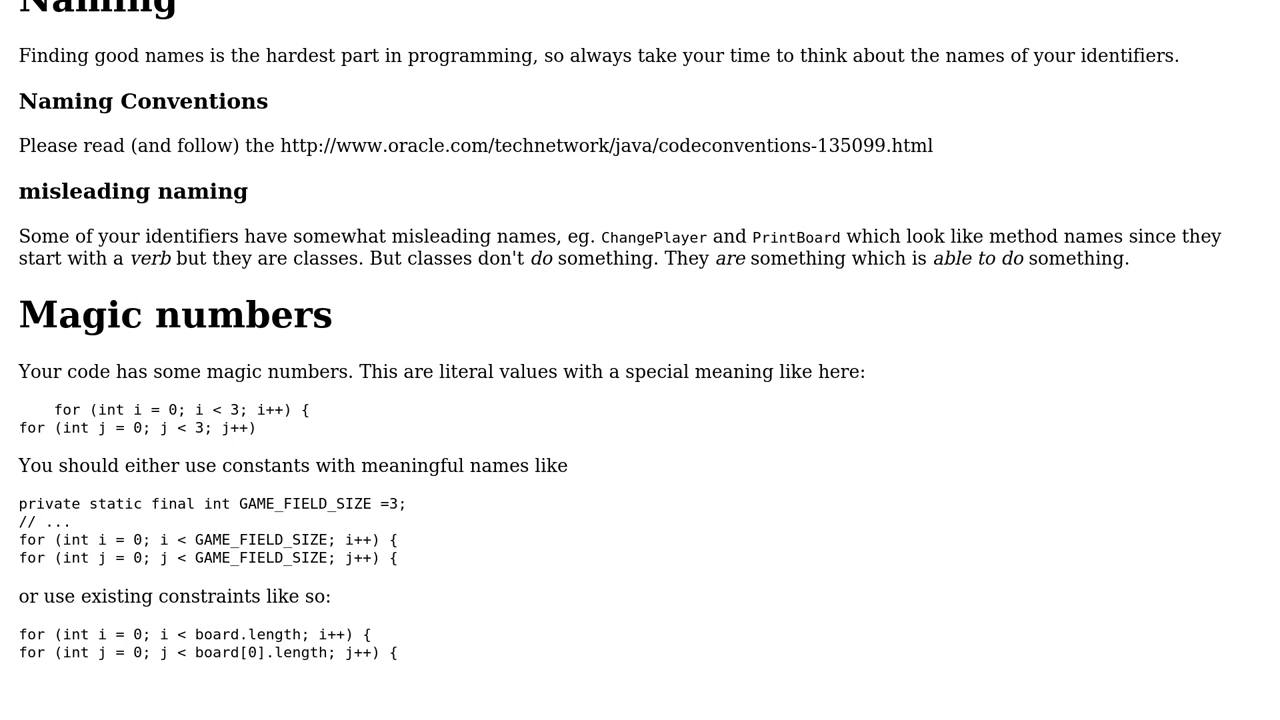 Naming
Finding good names is the hardest part in programming, so always take your time to think about the names of your identifiers.
Naming Conventions
Please read (and follow) the http://www.oracle.com/technetwork/java/codeconventions-135099.html
misleading naming
Some of your identifiers have somewhat misleading names, eg. ChangePlayer and PrintBoard which look like method names since they
start with a verb but they are classes. But classes don't do something. They are something which is able to do something.
Magic numbers
Your code has some magic numbers. This are literal values with a special meaning like here:
    for (int i = 0; i < 3; i++) {
for (int j = 0; j < 3; j++)
You should either use constants with meaningful names like
private static final int GAME_FIELD_SIZE =3;
// ...
for (int i = 0; i < GAME_FIELD_SIZE; i++) {
for (int j = 0; j < GAME_FIELD_SIZE; j++) {
or use existing constraints like so:
for (int i = 0; i < board.length; i++) {
for (int j = 0; j < board[0].length; j++) {